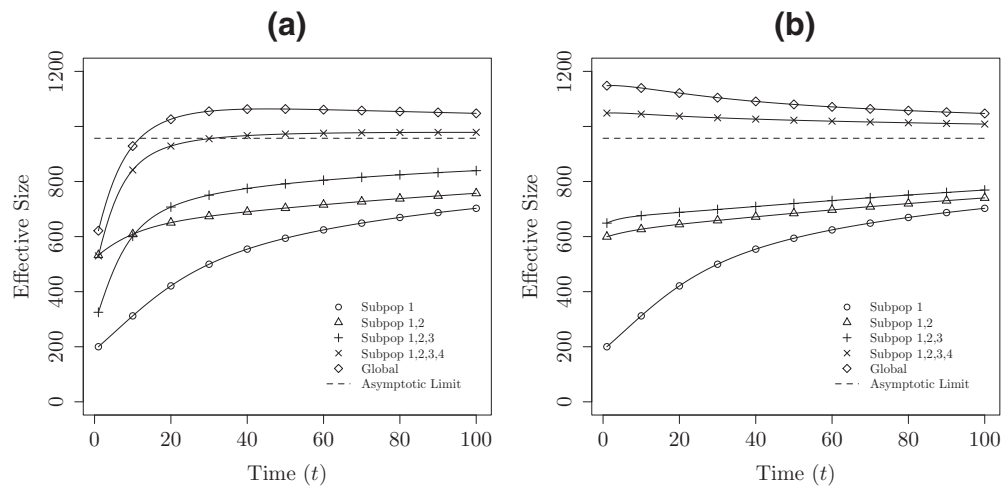 (a)
Effective Size
1200
800
600
400
200
0
Subpop 1
Subpop 1,2
Subpop 1,2,3
Subpop 1,2,3,4
Global
Asymptotic Limit
0 20 40 60 80 100
Time (t)
(b)
Effective Size
1200
800
600
400
200
0
Subpop 1
Subpop 1,2
Subpop 1,2,3
Subpop 1,2,3,4
Global
Asymptotic Limit
0 20 40 60 80 100
Time (t)